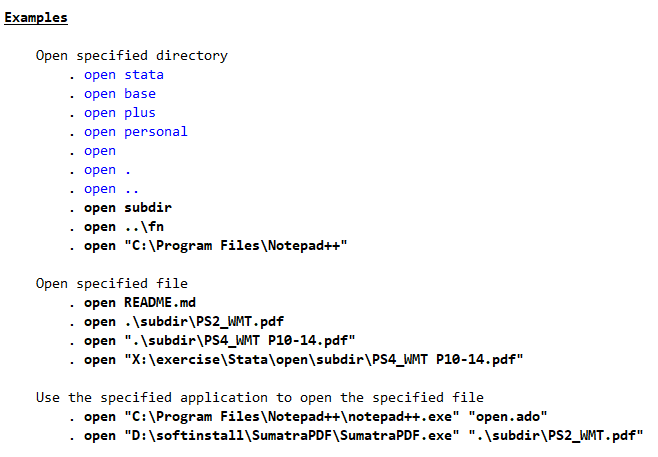 Examples
Open specified directory
. open stata
. open base
. open plus
. open personal
. open
. open .
. open ..
. open subdir
. open ..\fn
. open "C:\Program Files\Notepad++"
Open specified file
. open README.md
. open .\subdir\PS2_WMT.pdf
. open ".\subdir\PS4_WMT P10-14.pdf"
. open "X:\exercise\Stata\open\subdir\PS4_WMT P10-14.pdf"
Use the specified application to open the specified file
. open "C:\Program Files\Notepad++\notepad++.exe" "open.ado"
. open "D:\softinstall\SumatraPDF\SumatraPDF.exe" ".\subdir\PS2_WMT.pdf"